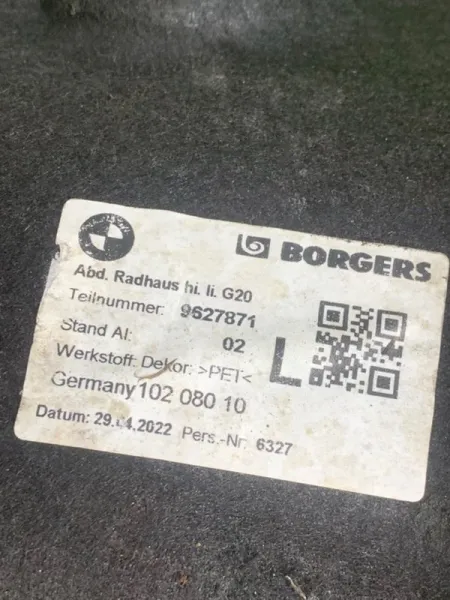 BORGERS
Abd. Radhaus hi. li. G20
Teilnummer: 9627871
Stand AI: 02
Werkstoff: Dekor: >PET< L
Germany 102 080 10
Datum: 29.04.2022 Pers.-Nr. 6327